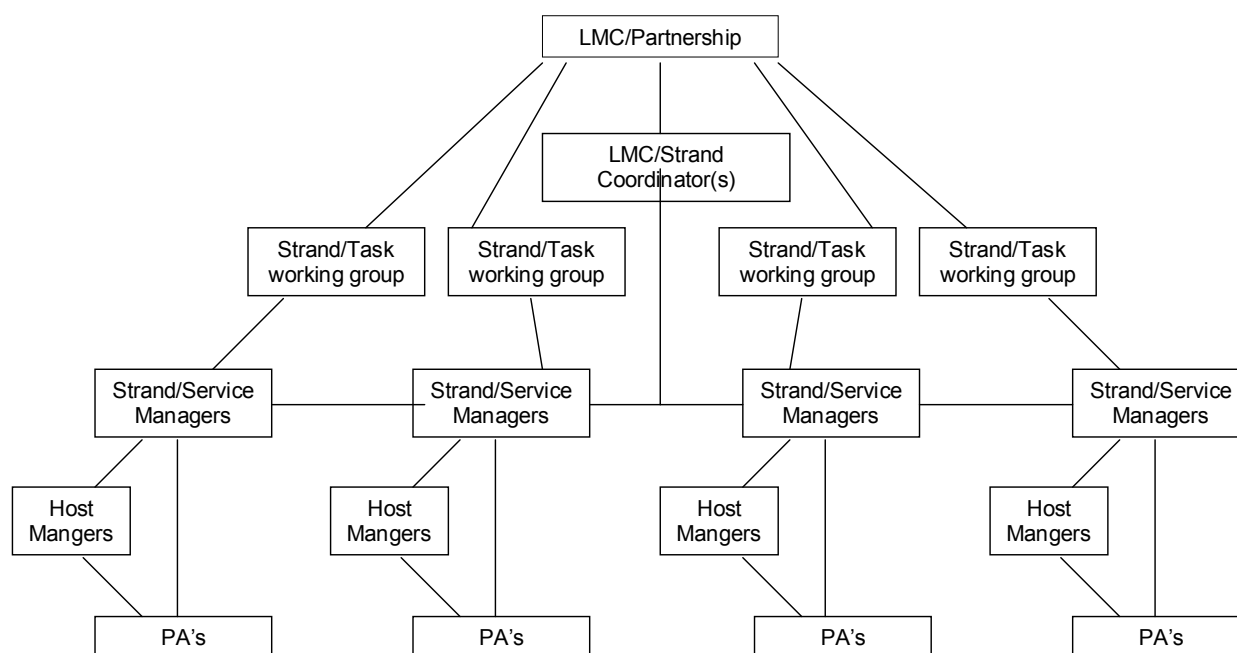 LMC/Partnership
LMC/Strand
Coordinator(s)
Strand/Task
working group
Strand/Task
working group
Strand/Task
working group
Strand/Task
working group
Strand/Service
Managers
Strand/Service
Managers
Strand/Service
Managers
Strand/Service
Managers
Host
Mangers
Host
Mangers
Host
Mangers
Host
Mangers
PA’s
PA’s
PA’s
PA’s